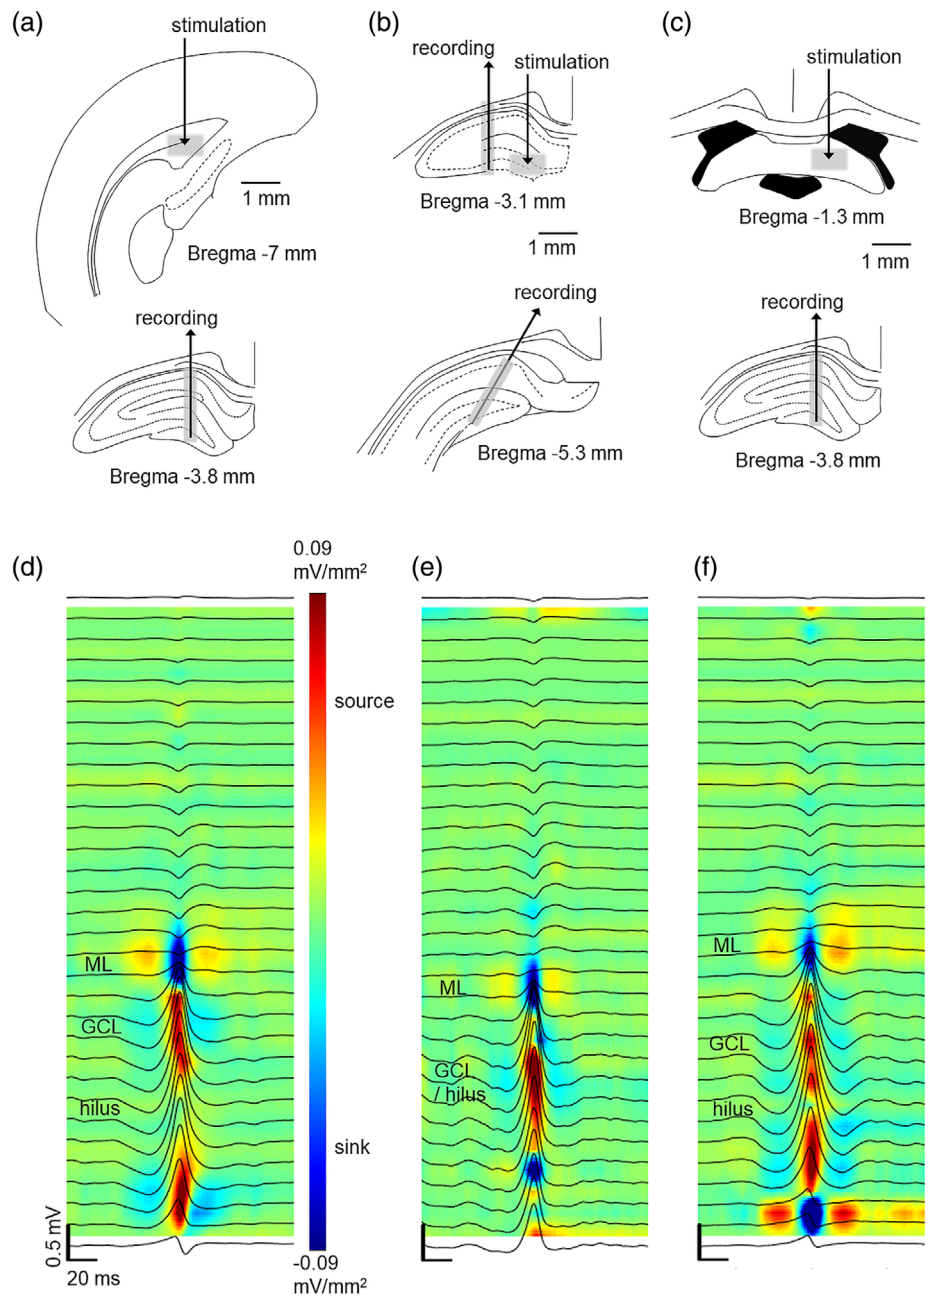 (a)
stimulation
1 mm
Bregma -7 mm
recording
Bregma -3.8 mm
(b)
recording
stimulation
Bregma -3.1 mm
1 mm
recording
Bregma -5.3 mm
(c)
stimulation
Bregma -1.3 mm
1 mm
recording
Bregma -3.8 mm
(d)
0.09
mV/mm²
source
ML
GCL
hilus
sink
0.5 mV
20 ms
-0.09
mV/mm²
(e)
ML
GCL
/ hilus
(f)
ML
GCL
hilus